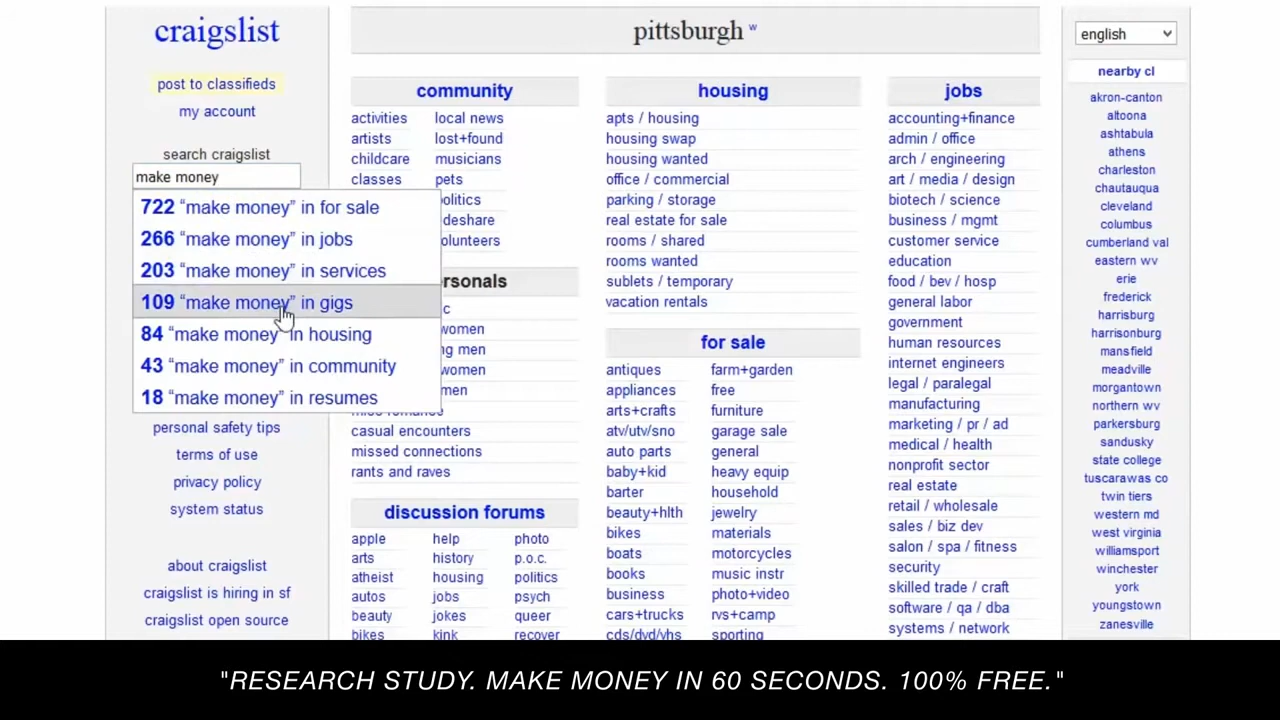 craigslist
post to classifieds
my account
search craigslist
make money
722 “make money” in for sale
266 “make money” in jobs
203 “make money” in services
109 “make money” in gigs
84 “make money” in housing
43 “make money” in community
18 “make money” in resumes
personal safety tips
terms of use
privacy policy
system status
about craigslist
craigslist is hiring in sf
craigslist open source
pittsburgh w
community
activities local news
artists lost+found
childcare musicians
classes pets
olitics
ideshare
olunteers
rsonals
c
women
ng men
women
men
casual encounters
missed connections
rants and raves
discussion forums
apple help photo
arts history p.o.c.
atheist housing politics
autos jobs psych
beauty jokes queer
bikes kink recover
housing
apts / housing
housing swap
housing wanted
office / commercial
parking / storage
real estate for sale
rooms / shared
rooms wanted
sublets / temporary
vacation rentals
for sale
antiques farm+garden
appliances free
arts+crafts furniture
atv/utv/sno garage sale
auto parts general
baby+kid heavy equip
barter household
beauty+hlth jewelry
bikes materials
boats motorcycles
books music instr
business photo+video
cars+trucks rvs+camp
cds/dvd/vhs sporting
jobs
accounting+finance
admin / office
arch / engineering
art / media / design
biotech / science
business / mgmt
customer service
education
food / bev / hosp
general labor
government
human resources
internet engineers
legal / paralegal
manufacturing
marketing / pr / ad
medical / health
nonprofit sector
real estate
retail / wholesale
sales / biz dev
salon / spa / fitness
security
skilled trade / craft
software / qa / dba
systems / network
english
nearby cl
akron-canton
altoona
ashtabula
athens
charleston
chautauqua
cleveland
columbus
cumberland val
eastern wv
erie
frederick
harrisburg
harrisonburg
mansfield
meadville
morgantown
northern wv
parkersburg
sandusky
state college
tuscarawas co
twin tiers
western md
west virginia
williamsport
winchester
york
youngstown
zanesville
"RESEARCH STUDY. MAKE MONEY IN 60 SECONDS. 100% FREE."